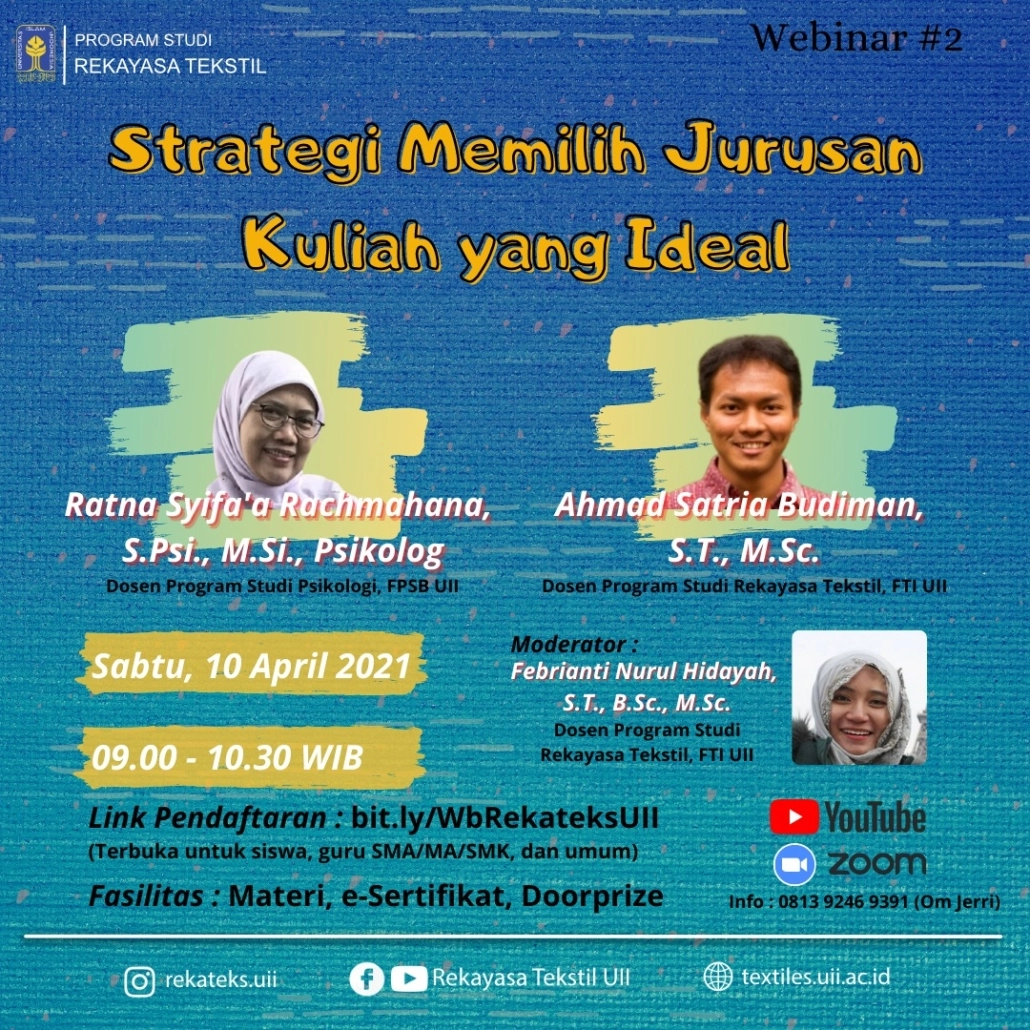 UNIVERSITAS ISLAM INDONESIA
PROGRAM STUDI
REKAYASA TEKSTIL
Webinar #2
Strategi Memilih Jurusan
Kuliah yang Ideal
Ratna Syifa'a Rachmahana,
S.Psi., M.Si., Psikolog
Dosen Program Studi Psikologi, FPSB UII
Ahmad Satria Budiman,
S.T., M.Sc.
Dosen Program Studi Rekayasa Tekstil, FTI UII
Sabtu, 10 April 2021
09.00 - 10.30 WIB
Moderator :
Febrianti Nurul Hidayah,
S.T., B.Sc., M.Sc.
Dosen Program Studi
Rekayasa Tekstil, FTI UII
Link Pendaftaran : bit.ly/WbRekateksUII
(Terbuka untuk siswa, guru SMA/MA/SMK, dan umum)
Fasilitas : Materi, e-Sertifikat, Doorprize
YouTube
zoom
Info : 0813 9246 9391 (Om Jerri)
rekateks.uii
Rekayasa Tekstil UII
textiles.uii.ac.id